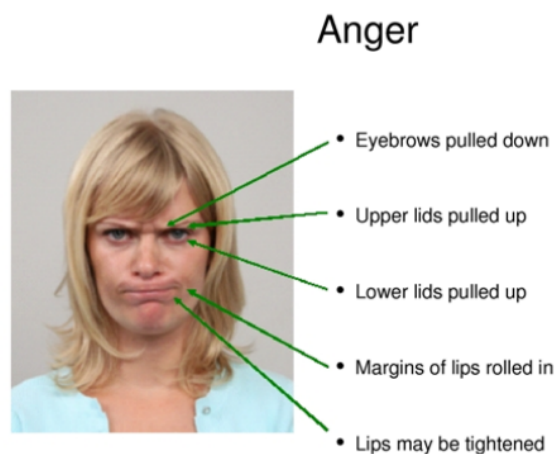 Anger
• Eyebrows pulled down
• Upper lids pulled up
• Lower lids pulled up
• Margins of lips rolled in
• Lips may be tightened